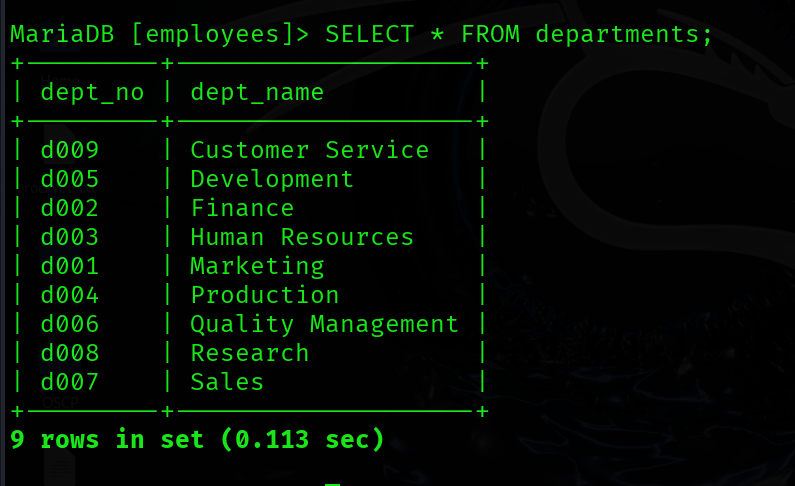 MariaDB [employees]> SELECT * FROM departments;
+---------+--------------------+
| dept_no | dept_name          |
+---------+--------------------+
| d009    | Customer Service   |
| d005    | Development        |
| d002    | Finance            |
| d003    | Human Resources    |
| d001    | Marketing          |
| d004    | Production         |
| d006    | Quality Management |
| d008    | Research           |
| d007    | Sales              |
+---------+--------------------+
9 rows in set (0.113 sec)